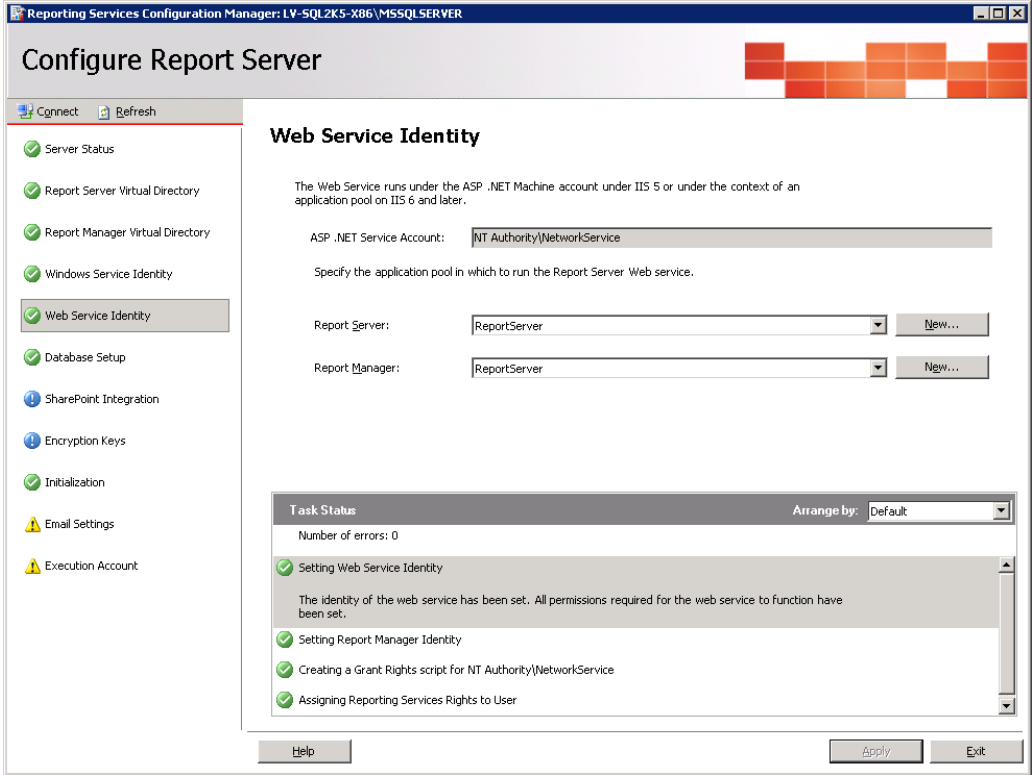 Reporting Services Configuration Manager: LV-SQL2K5-X86\MSSQLSERVER
Configure Report Server
Connect Refresh
Server Status
Report Server Virtual Directory
Report Manager Virtual Directory
Windows Service Identity
Web Service Identity
Database Setup
SharePoint Integration
Encryption Keys
Initialization
Email Settings
Execution Account
Web Service Identity
The Web Service runs under the ASP .NET Machine account under IIS 5 or under the context of an
application pool on IIS 6 and later.
ASP .NET Service Account: NT Authority\NetworkService
Specify the application pool in which to run the Report Server Web service.
Report Server: ReportServer New...
Report Manager: ReportServer New...
Task Status Arrange by: Default
Number of errors: 0
Setting Web Service Identity
The identity of the web service has been set. All permissions required for the web service to function have
been set.
Setting Report Manager Identity
Creating a Grant Rights script for NT Authority\NetworkService
Assigning Reporting Services Rights to User
Help Apply Exit